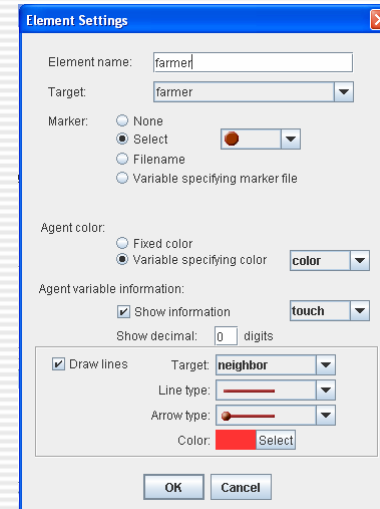 Element Settings
Element name: farmer
Target: farmer
Marker: None
Select
Filename
Variable specifying marker file
Agent color:
Fixed color
Variable specifying color color
Agent variable information:
Show information touch
Show decimal: 0 digits
Draw lines Target: neighbor
Line type:
Arrow type:
Color: Select
OK Cancel